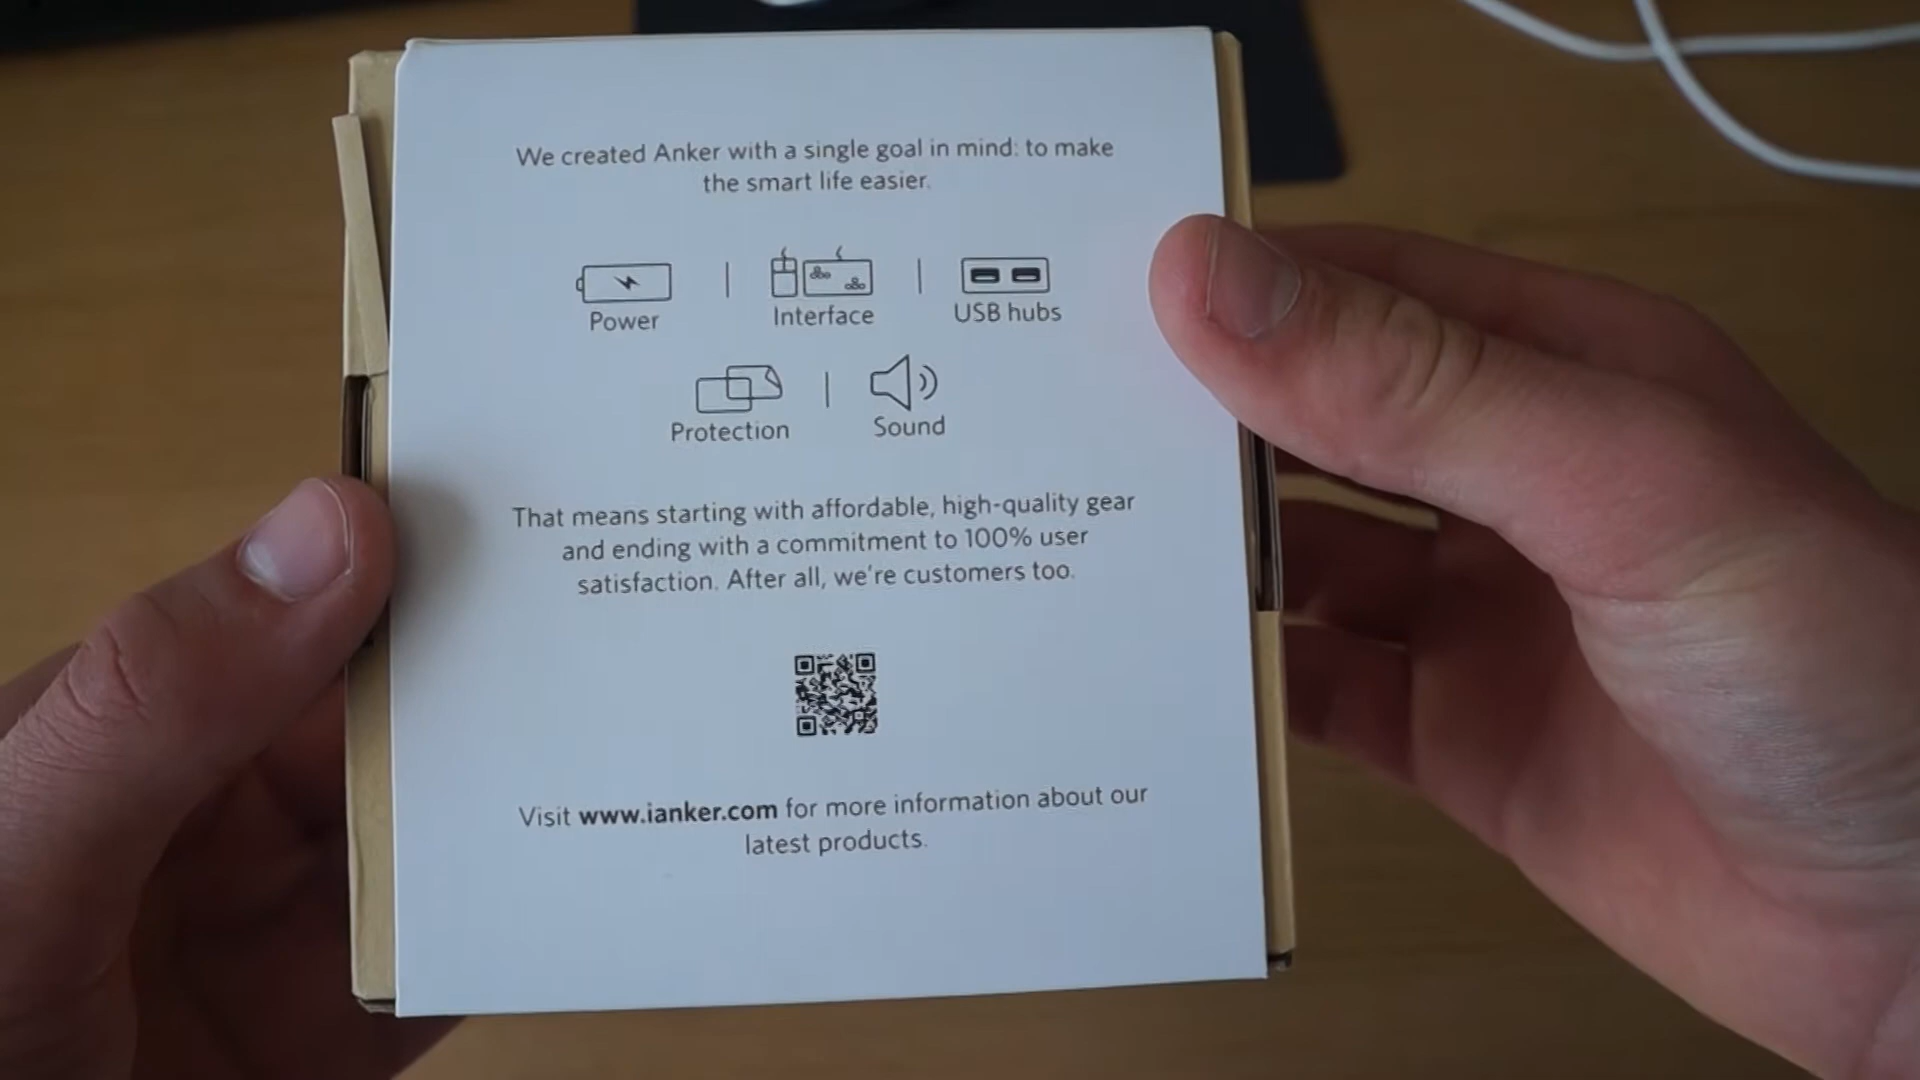 We created Anker with a single goal in mind: to make
the smart life easier.
Power | Interface | USB hubs
Protection | Sound
That means starting with affordable, high-quality gear
and ending with a commitment to 100% user
satisfaction. After all, we're customers too.
Visit www.ianker.com for more information about our
latest products.